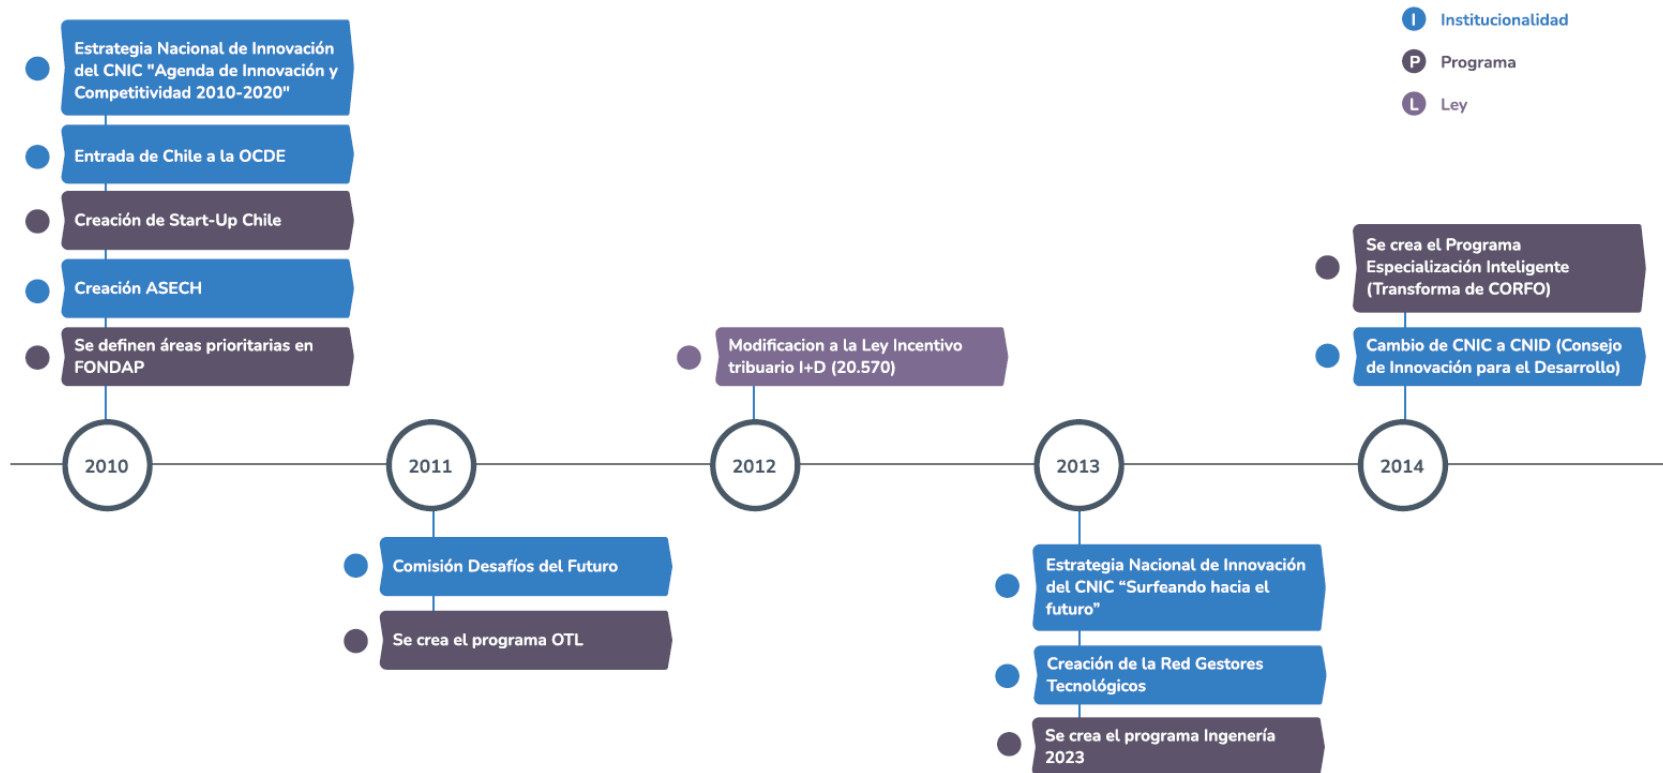 I Institucionalidad
P Programa
L Ley
Estrategia Nacional de Innovación
del CNIC "Agenda de Innovación y
Competitividad 2010-2020"
Entrada de Chile a la OCDE
Creación de Start-Up Chile
Creación ASECH
Se definen áreas prioritarias en
FONDAP
Modificacion a la Ley Incentivo
tribuario I+D (20.570)
Se crea el Programa
Especialización Inteligente
(Transforma de CORFO)
Cambio de CNIC a CNID (Consejo
de Innovación para el Desarrollo)
2010
2011
2012
2013
2014
Comisión Desafíos del Futuro
Se crea el programa OTL
Estrategia Nacional de Innovación
del CNIC “Surfeando hacia el
futuro”
Creación de la Red Gestores
Tecnológicos
Se crea el programa Ingenería
2023